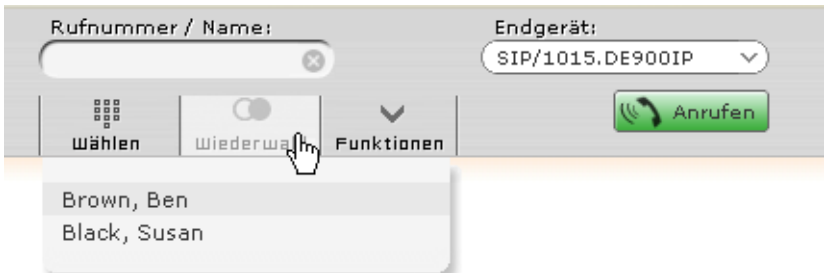 Rufnummer / Name:
Endgerät:
SIP/1015.DE900IP
Anrufen
Wählen
Funktionen
Brown, Ben
Black, Susan